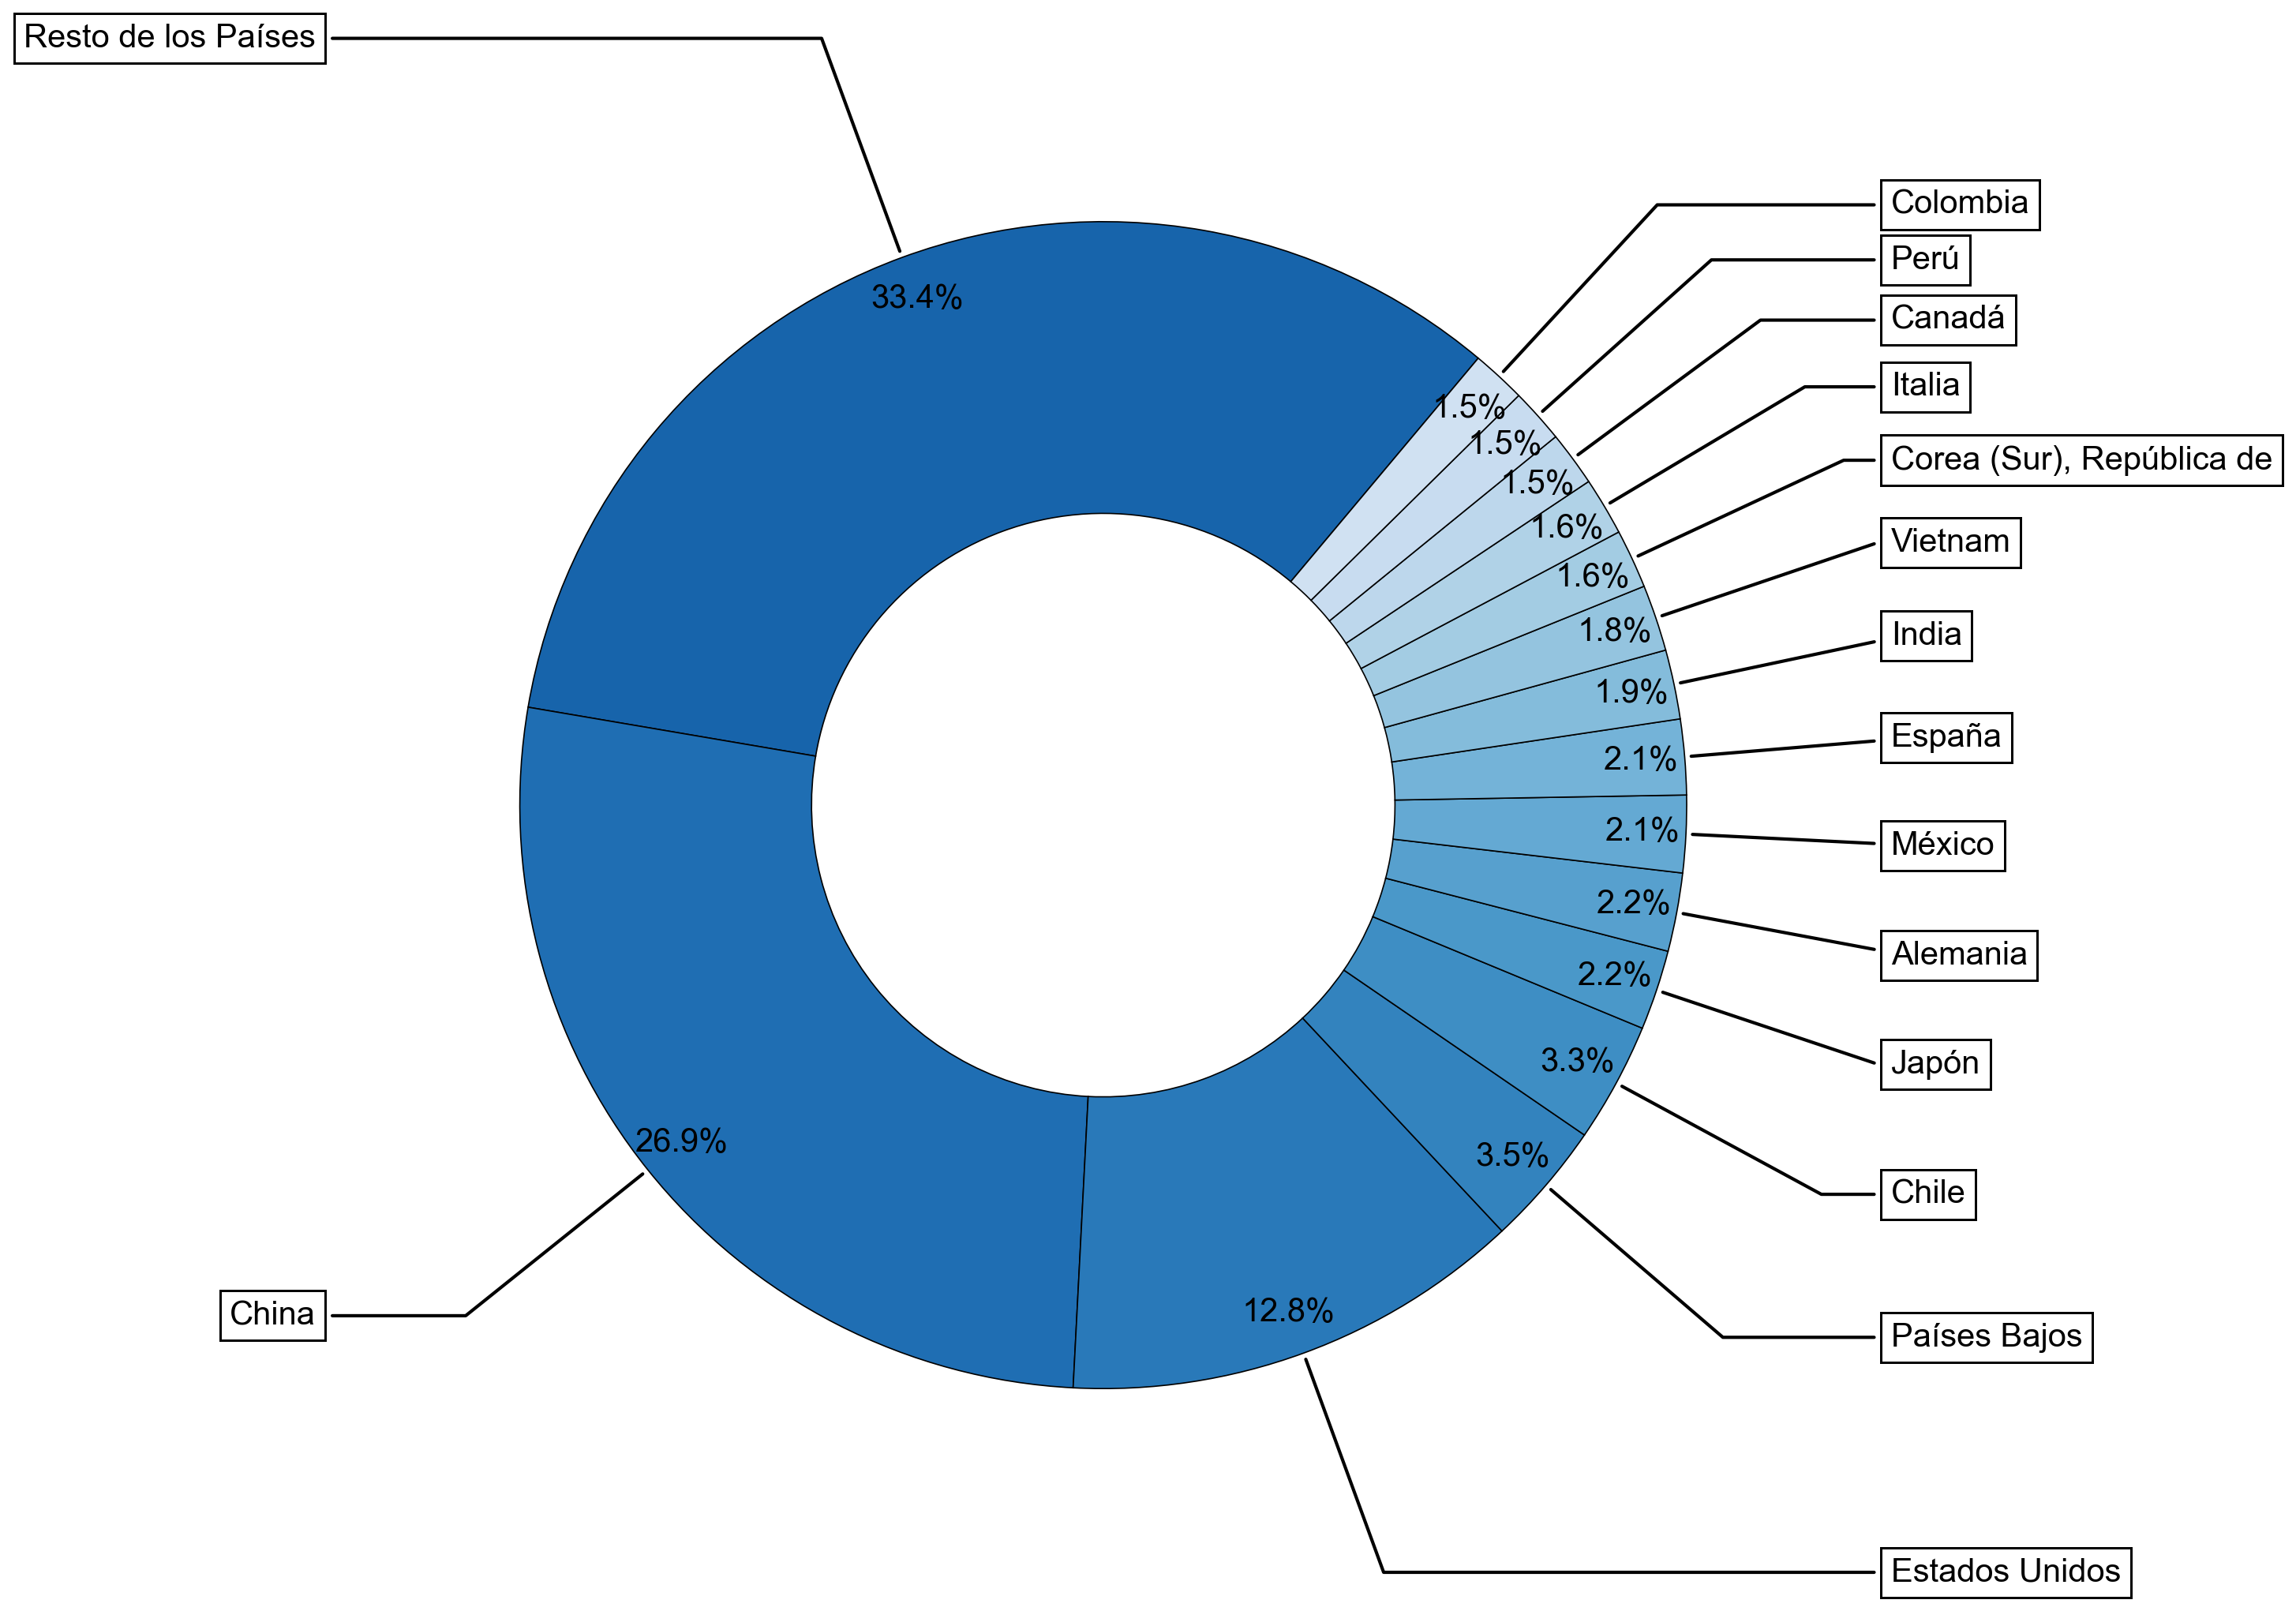 Resto de los Países
Colombia
Perú
Canadá
Italia
Corea (Sur), República de
Vietnam
India
España
México
Alemania
Japón
Chile
Países Bajos
Estados Unidos
China
33.4%
1.5%
1.5%
1.5%
1.6%
1.6%
1.8%
1.9%
2.1%
2.1%
2.2%
2.2%
3.3%
3.5%
12.8%
26.9%